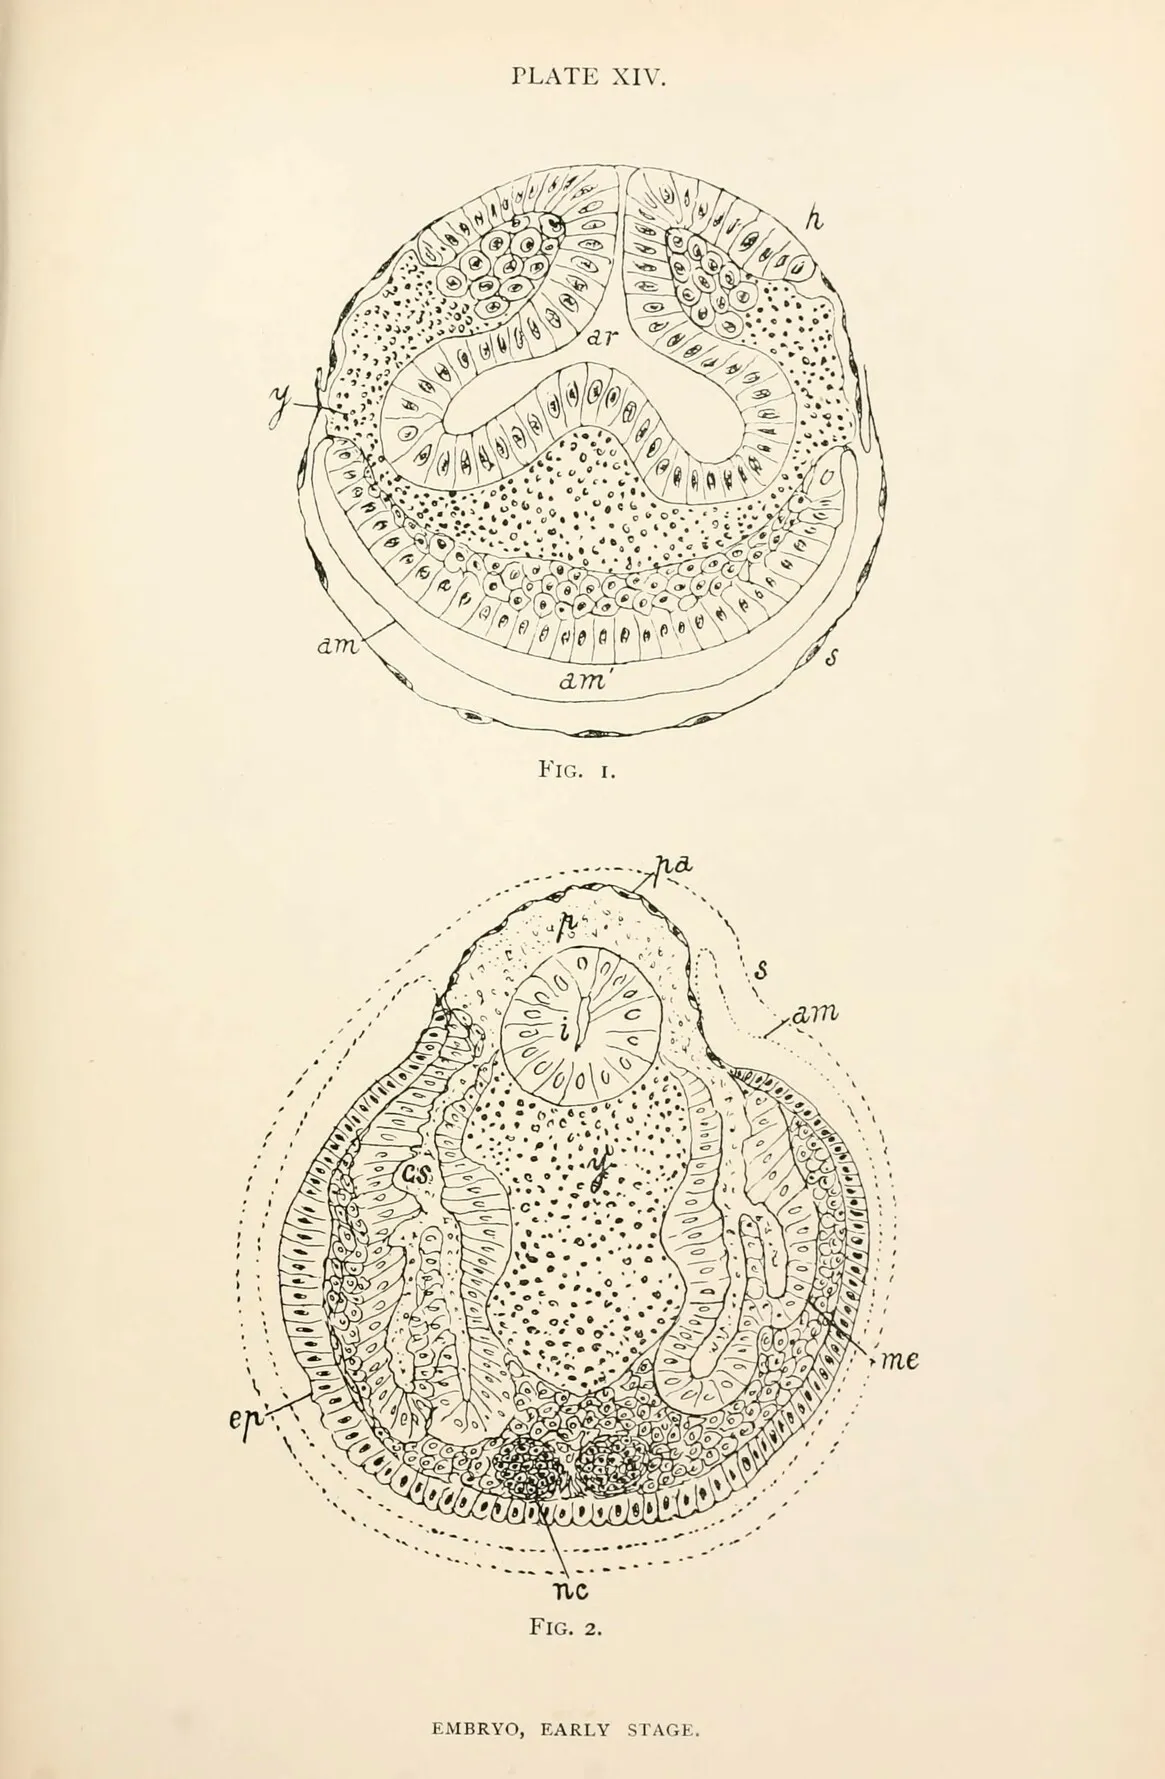 PLATE XIV.
h
ar
y
am
s
am'
FIG. 1.
pa
p
s
am
i
y
cs
me
ep
nc
FIG. 2.
EMBRYO, EARLY STAGE.